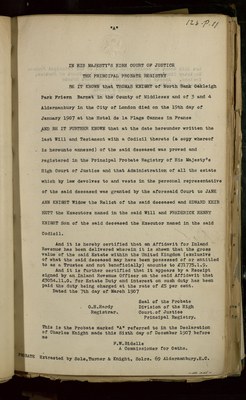 "A"
IN HIS MAJESTY'S HIGH COURT OF JUSTICE
THE PRINCIPAL PROBATE REGISTRY
BE IT KNOWN that THOMAS KNIGHT of North Bank Oakleigh
Park Friern Barnet in the County of Middlesex and of 3 and 4
Aldermanbury in the City of London died on the 19th day of
January 1907 at the Hotel de la Plage Cannes in France
AND BE IT FURTHER KNOWN that at the date hereunder written the
last Will and Testament with a Codicil thereto (a copy whereof
is hereunto annexed) of the said deceased was proved and
registered in the Principal Probate Registry of His Majesty's
High Court of Justice and that Administration of all the estate
which by law devolves to and vests in the personal representative
of the said deceased was granted by the aforesaid Court to JANE
ANN KNIGHT Widow the Relict of the said deceased and
the Executors named in the said Will and FREDERICK HENRY
KNIGHT Son of the said deceased the Executor named in the said
Codicil.
And it is hereby certified that an Affidavit for Inland
Revenue has been delivered wherein it is shewn that the gross
value of the said Estate within the United Kingdom (exclusive
of what the said deceased may have been possessed of or entitled
to as a Trustee and not beneficially) amounts to
And it is further certified that it appears by a Receipt
signed by an Inland Revenue Officer on the said Affidavit that
for Estate Duty and interest on such duty has been
paid the duty being charged at the rate of per cent.
Dated the 7th day of March 1907
Seal of the Probate
Division of the High
Registrar. Court of Justice
Principal Registry.
This is the Probate marked "A" referred to in the Declaration
of Charles Knight made this day of December 1907 before
me
A Commissioner for Oaths.
Extracted by Turner & Knight, Solrs. 69 Aldermanbury, E.C.